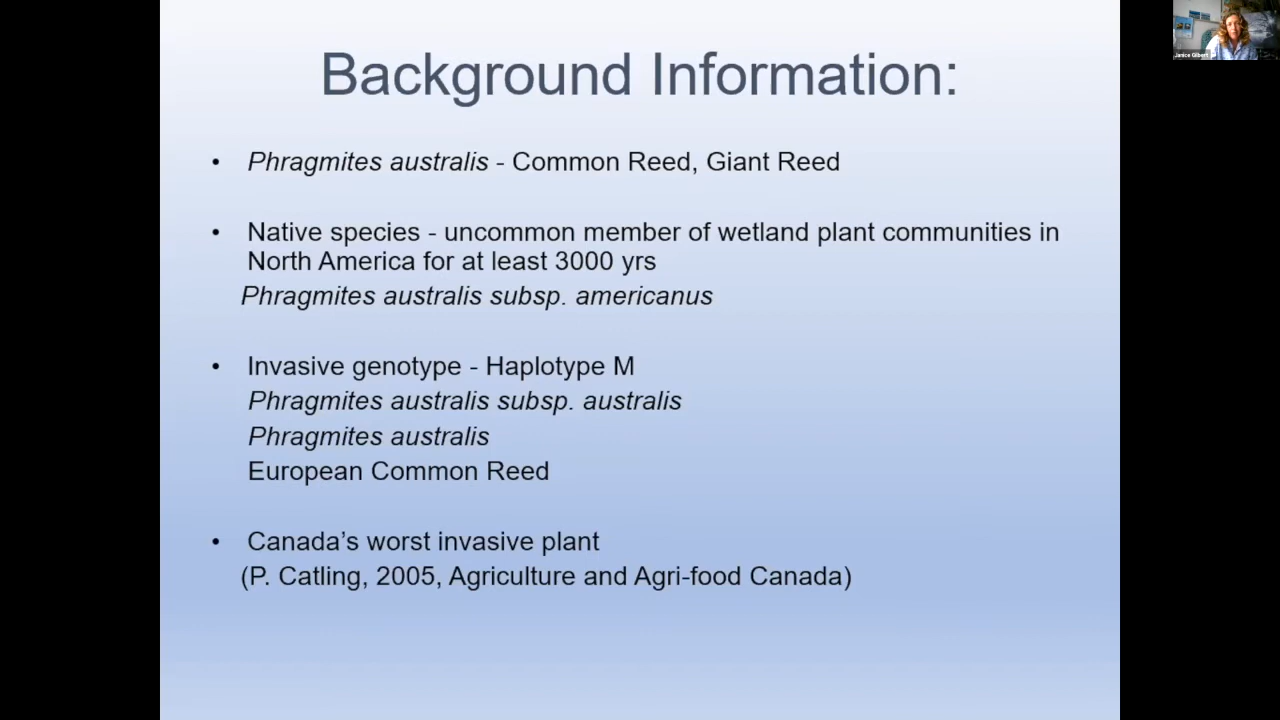 Background Information:
• Phragmites australis - Common Reed, Giant Reed
• Native species - uncommon member of wetland plant communities in
North America for at least 3000 yrs
Phragmites australis subsp. americanus
• Invasive genotype - Haplotype M
Phragmites australis subsp. australis
Phragmites australis
European Common Reed
• Canada’s worst invasive plant
(P. Catling, 2005, Agriculture and Agri-food Canada)
Janice Gilbert